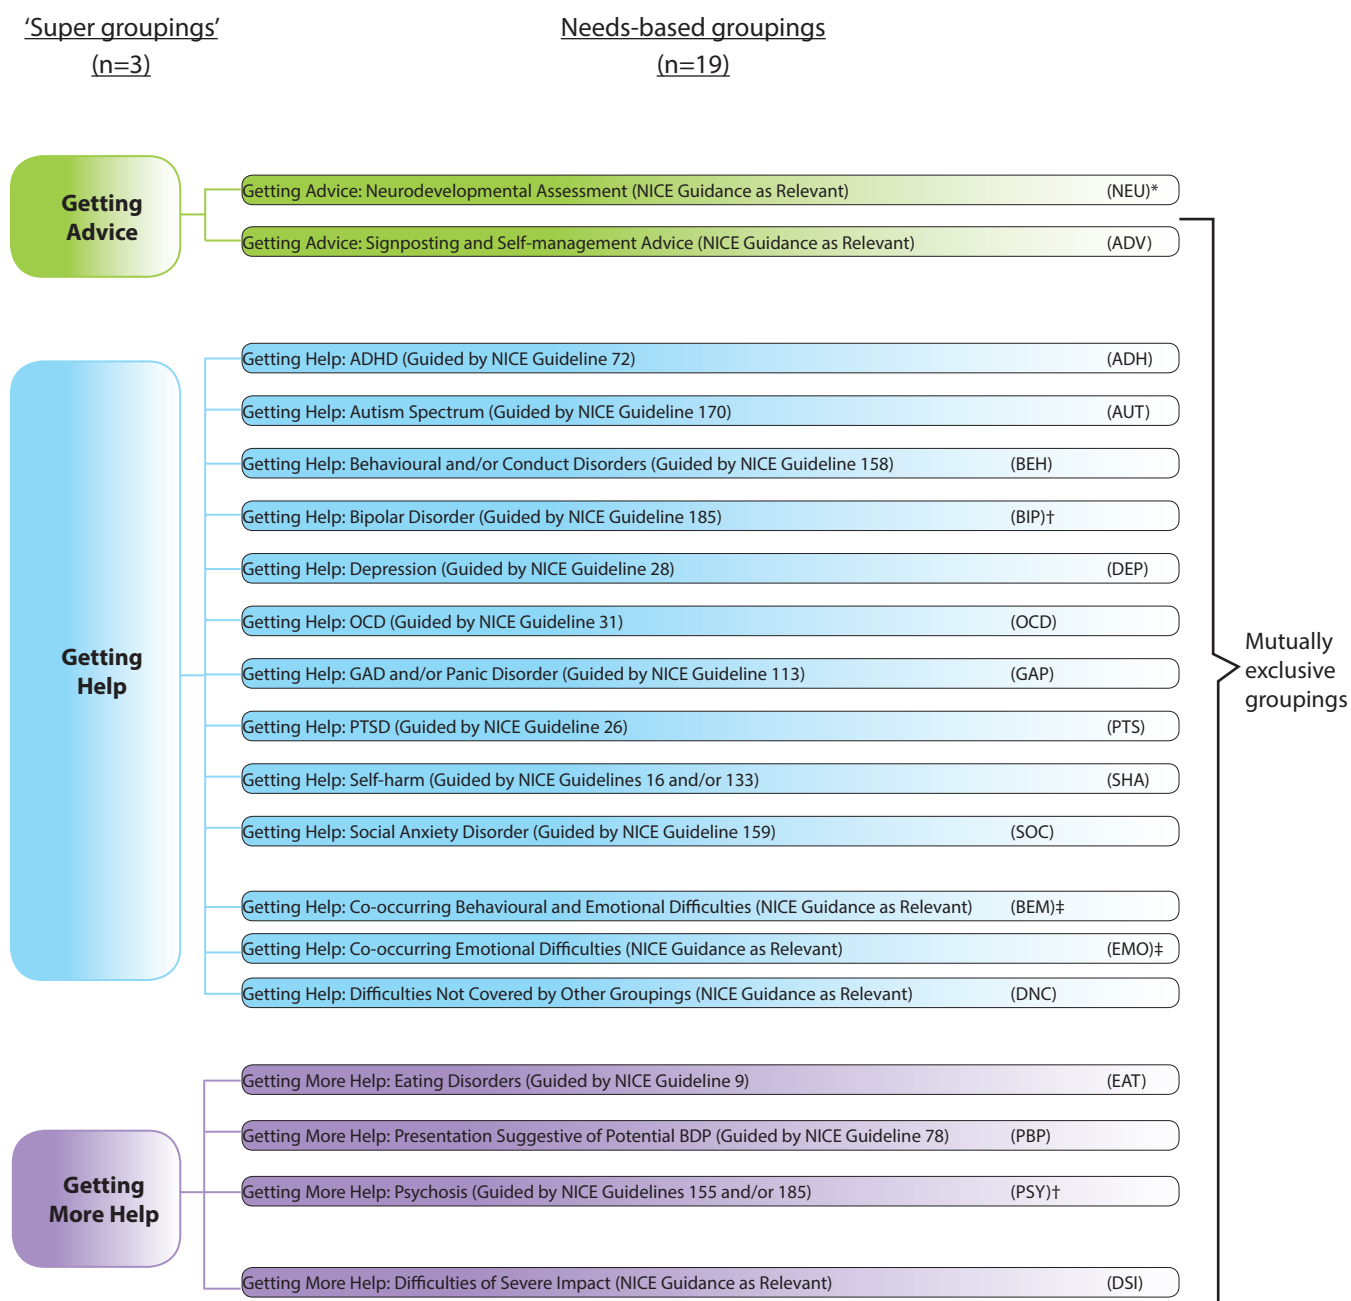 'Super groupings'
(n=3)
Needs-based groupings
(n=19)
Getting
Advice
Getting Advice: Neurodevelopmental Assessment (NICE Guidance as Relevant) (NEU)*
Getting Advice: Signposting and Self-management Advice (NICE Guidance as Relevant) (ADV)
Getting
Help
Getting Help: ADHD (Guided by NICE Guideline 72) (ADH)
Getting Help: Autism Spectrum (Guided by NICE Guideline 170) (AUT)
Getting Help: Behavioural and/or Conduct Disorders (Guided by NICE Guideline 158) (BEH)
Getting Help: Bipolar Disorder (Guided by NICE Guideline 185) (BIP)†
Getting Help: Depression (Guided by NICE Guideline 28) (DEP)
Getting Help: OCD (Guided by NICE Guideline 31) (OCD)
Getting Help: GAD and/or Panic Disorder (Guided by NICE Guideline 113) (GAP)
Getting Help: PTSD (Guided by NICE Guideline 26) (PTS)
Getting Help: Self-harm (Guided by NICE Guidelines 16 and/or 133) (SHA)
Getting Help: Social Anxiety Disorder (Guided by NICE Guideline 159) (SOC)
Getting Help: Co-occurring Behavioural and Emotional Difficulties (NICE Guidance as Relevant) (BEM)‡
Getting Help: Co-occurring Emotional Difficulties (NICE Guidance as Relevant) (EMO)‡
Getting Help: Difficulties Not Covered by Other Groupings (NICE Guidance as Relevant) (DNC)
Getting
More Help
Getting More Help: Eating Disorders (Guided by NICE Guideline 9) (EAT)
Getting More Help: Presentation Suggestive of Potential BDP (Guided by NICE Guideline 78) (PBP)
Getting More Help: Psychosis (Guided by NICE Guidelines 155 and/or 185) (PSY)†
Getting More Help: Difficulties of Severe Impact (NICE Guidance as Relevant) (DSI)
Mutually
exclusive
groupings